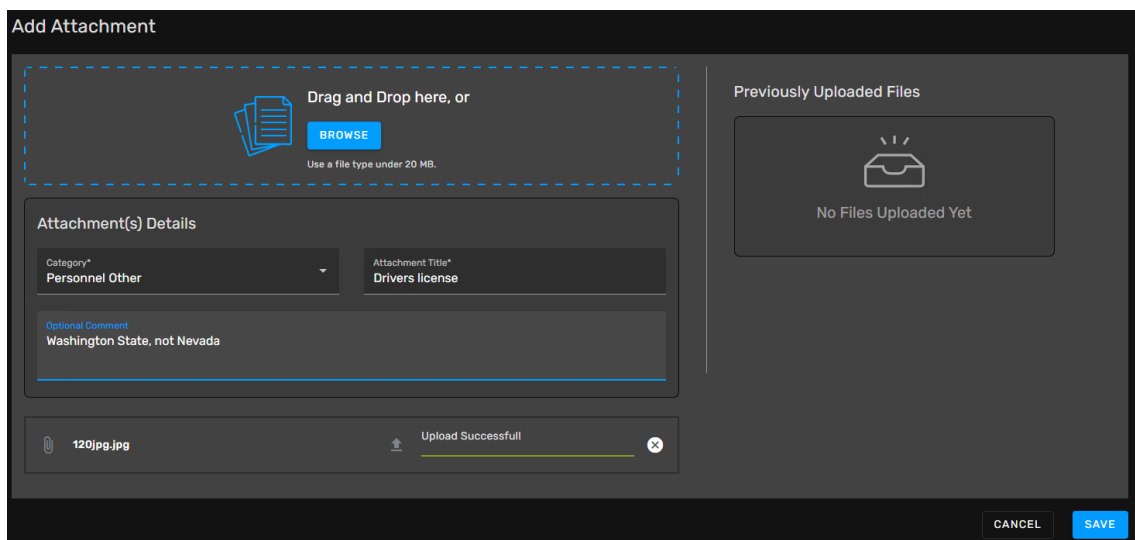 Add Attachment
Drag and Drop here, or
BROWSE
Use a file type under 20 MB.
Attachment(s) Details
Category*
Personnel Other
Attachment Title*
Drivers license
Optional Comment
Washington State, not Nevada
120jpg.jpg
Upload Successfull
Previously Uploaded Files
No Files Uploaded Yet
CANCEL
SAVE